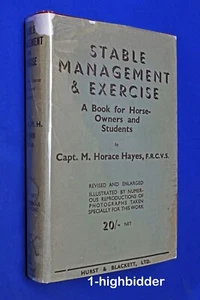 STABLE
MANAGEMENT
& EXERCISE
A Book for Horse-
Owners and
Students
by
Capt. M. Horace Hayes, F.R.C.V.S.
REVISED AND ENLARGED
ILLUSTRATED BY NUMER-
OUS REPRODUCTIONS OF
PHOTOGRAPHS TAKEN
SPECIALLY FOR THIS WORK
20/- NET
HURST & BLACKETT, LTD.
1-highbidder